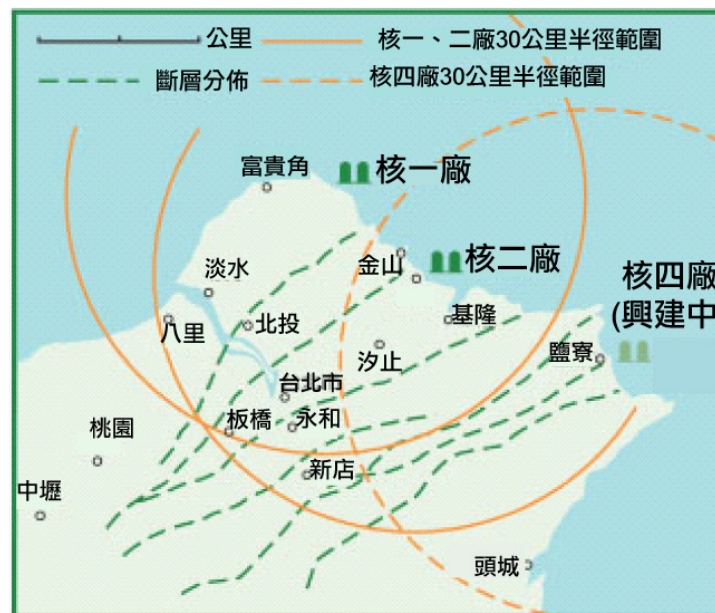 公里
核一、二廠30公里半徑範圍
斷層分佈
核四廠30公里半徑範圍
富貴角
核一廠
金山
核二廠
淡水
核四廠
(興建中
八里
北投
基隆
汐止
鹽寮
台北市
板橋
永和
桃園
新店
中壢
頭城